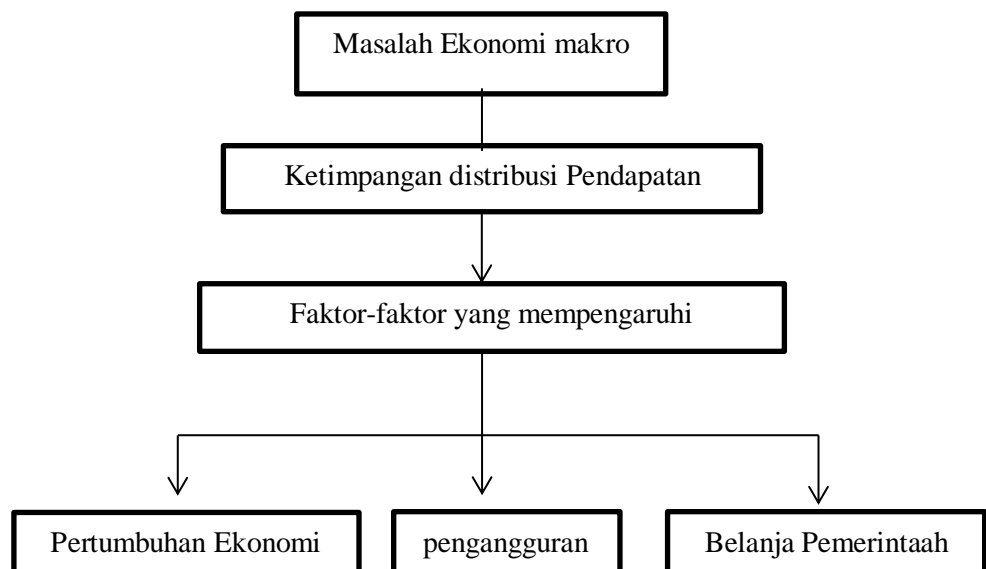 Masalah Ekonomi makro
Ketimpangan distribusi Pendapatan
Faktor-faktor yang mempengaruhi
Pertumbuhan Ekonomi
pengangguran
Belanja Pemerintaah